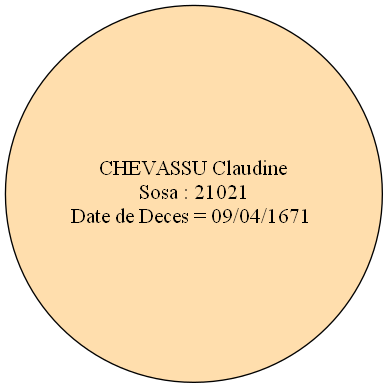 CHEVASSU Claudine
Sosa : 21021
Date de Deces = 09/04/1671